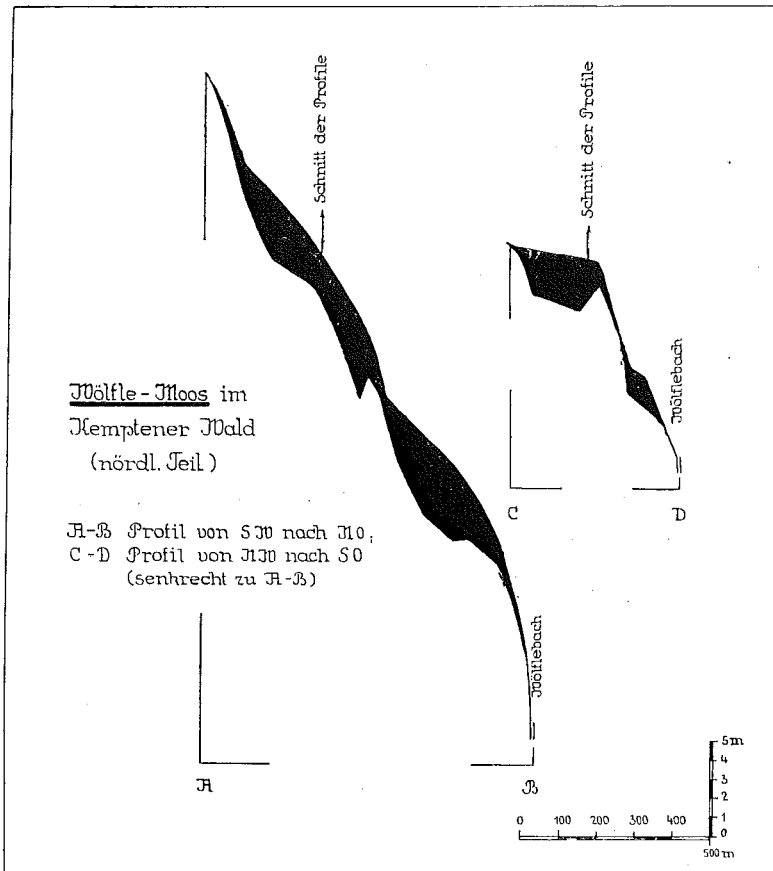 Schnitt der Profile
Schnitt der Profile
Wölfle-Moos im
Kemptener Wald
(nördl. Teil)
A-B Profil von SW nach NO;
C-D Profil von NW nach SO
(senkrecht zu A-B)
Wölflebach
C
D
Wölflebach
A
B
5m
4
3
2
1
0
0 100 200 300 400
500 m